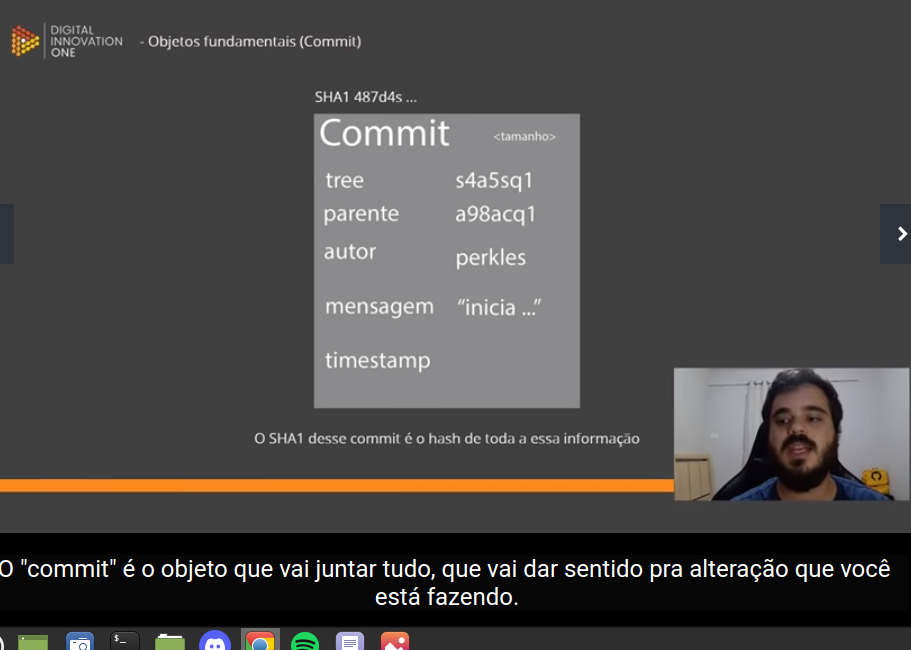 DIGITAL
INNOVATION
ONE
- Objetos fundamentais (Commit)
SHA1 487d4s ...
Commit <tamanho>
tree s4a5sq1
parente a98acq1
autor perkles
mensagem “inicia ...”
timestamp
O SHA1 desse commit é o hash de toda a essa informação
O "commit" é o objeto que vai juntar tudo, que vai dar sentido pra alteração que você
está fazendo.
$_